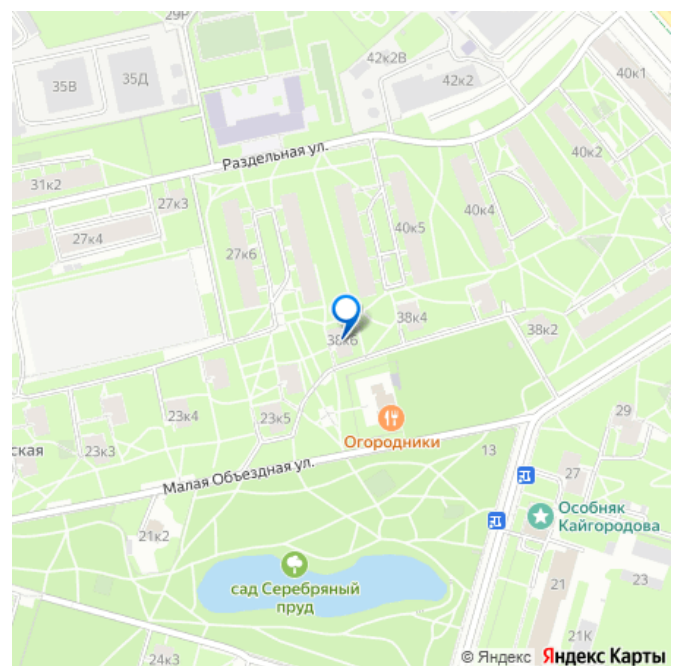 29Р
42к2В
35В
35Д
42к2
40к1
Раздельная ул.
40к2
31к2
27к3
40к4
27к4
40к5
27к6
38к4
38к6
38к2
23к4
23к5
29
Огородники
ская
23к3
13
Малая Объездная ул.
27
Особняк
Кайгородова
21к2
сад Серебряный
пруд
21
23
21К
24к3
© Яндекс Яндекс Карты